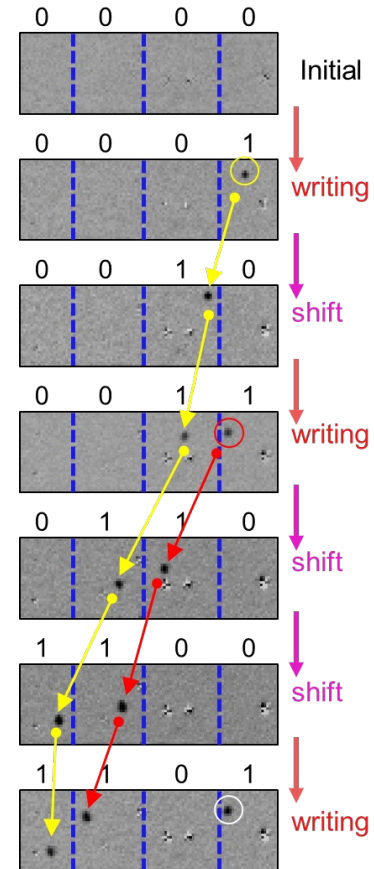 0 0 0 0
Initial
0 0 0 1
writing
0 0 1 0
shift
0 0 1 1
writing
0 1 1 0
shift
1 1 0 0
shift
1 1 0 1
writing